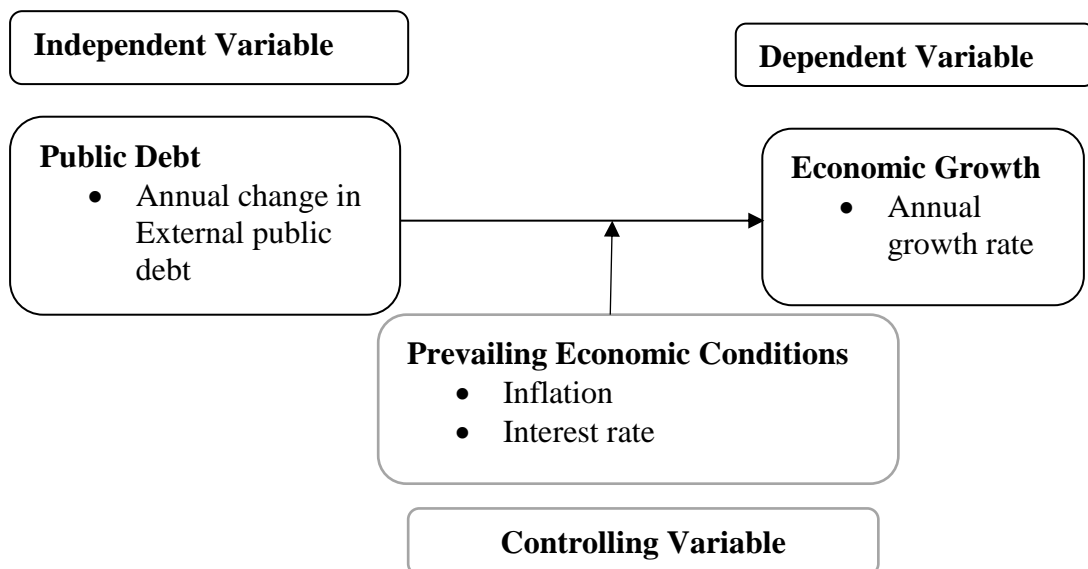 Independent Variable
Dependent Variable
Public Debt
• Annual change in
External public
debt
Economic Growth
• Annual
growth rate
Prevailing Economic Conditions
• Inflation
• Interest rate
Controlling Variable